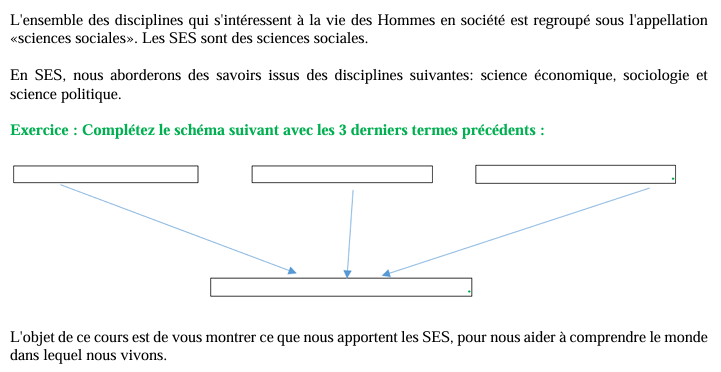 L'ensemble des disciplines qui s'intéressent à la vie des Hommes en société est regroupé sous l'appellation
«sciences sociales». Les SES sont des sciences sociales.
En SES, nous aborderons des savoirs issus des disciplines suivantes: science économique, sociologie et
science politique.
Exercice : Complétez le schéma suivant avec les 3 derniers termes précédents :
L'objet de ce cours est de vous montrer ce que nous apportent les SES, pour nous aider à comprendre le monde
dans lequel nous vivons.